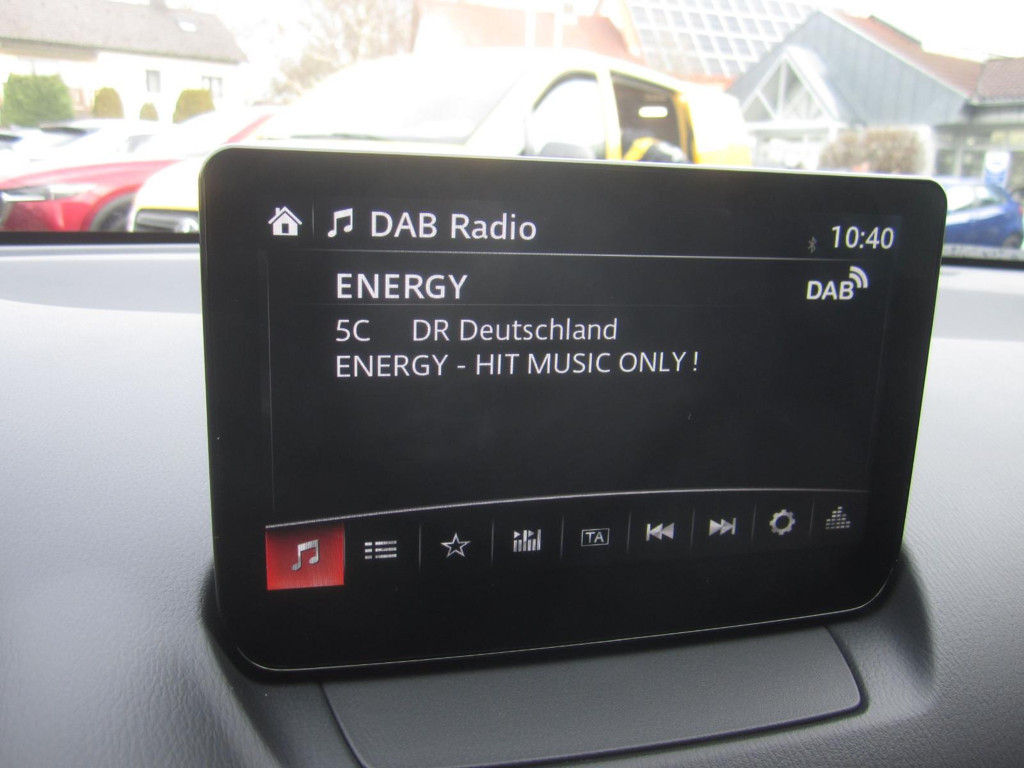 DAB Radio 10:40
ENERGY DAB
5C DR Deutschland
ENERGY - HIT MUSIC ONLY !
TA